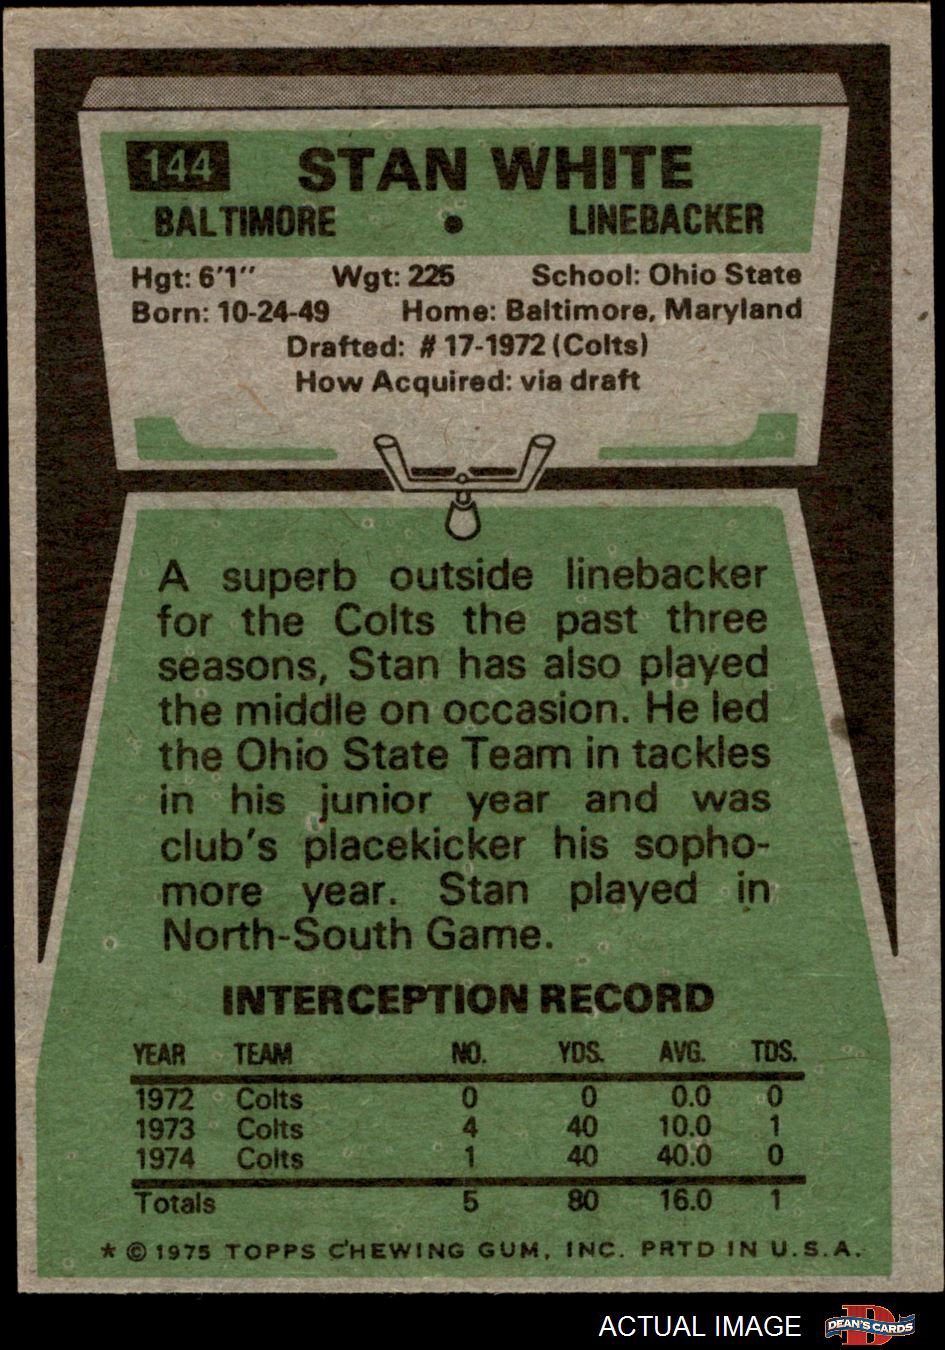 144 STAN WHITE
BALTIMORE • LINEBACKER
Hgt: 6'1" Wgt: 225 School: Ohio State
Born: 10-24-49 Home: Baltimore, Maryland
Drafted: #17-1972 (Colts)
How Acquired: via draft
A superb outside linebacker
for the Colts the past three
seasons, Stan has also played
the middle on occasion. He led
the Ohio State Team in tackles
in his junior year and was
club's placekicker his sopho-
more year. Stan played in
North-South Game.
INTERCEPTION RECORD
YEAR TEAM NO. YDS. AVG. TDS.
1972 Colts 0 0 0.0 0
1973 Colts 4 40 10.0 1
1974 Colts 1 40 40.0 0
Totals 5 80 16.0 1
* © 1975 TOPPS CHEWING GUM, INC. PRTD IN U.S.A.
ACTUAL IMAGE DEAN'S CARDS